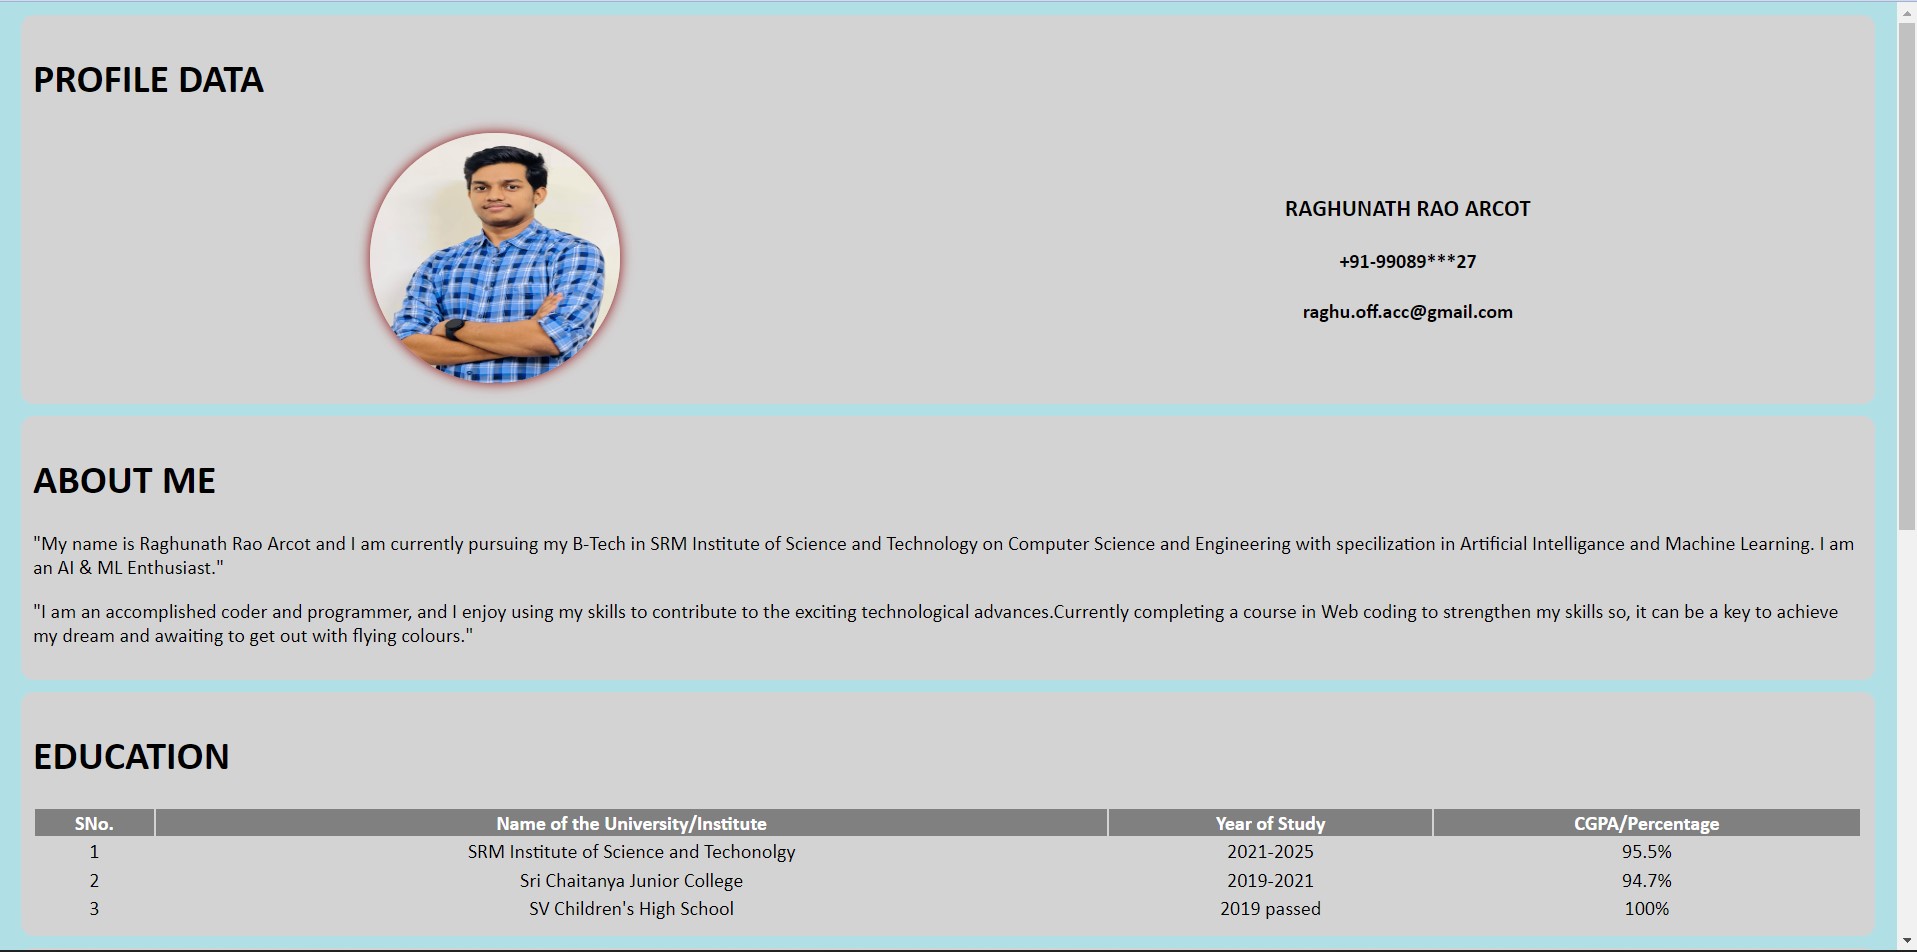 PROFILE DATA
RAGHUNATH RAO ARCOT
+91-99089***27
raghu.off.acc@gmail.com
ABOUT ME
"My name is Raghunath Rao Arcot and I am currently pursuing my B-Tech in SRM Institute of Science and Technology on Computer Science and Engineering with specilization in Artificial Intelligance and Machine Learning. I am
an AI & ML Enthusiast."
"I am an accomplished coder and programmer, and I enjoy using my skills to contribute to the exciting technological advances.Currently completing a course in Web coding to strengthen my skills so, it can be a key to achieve
my dream and awaiting to get out with flying colours."
EDUCATION
SNo. Name of the University/Institute Year of Study CGPA/Percentage
1 SRM Institute of Science and Techonolgy 2021-2025 95.5%
2 Sri Chaitanya Junior College 2019-2021 94.7%
3 SV Children's High School 2019 passed 100%